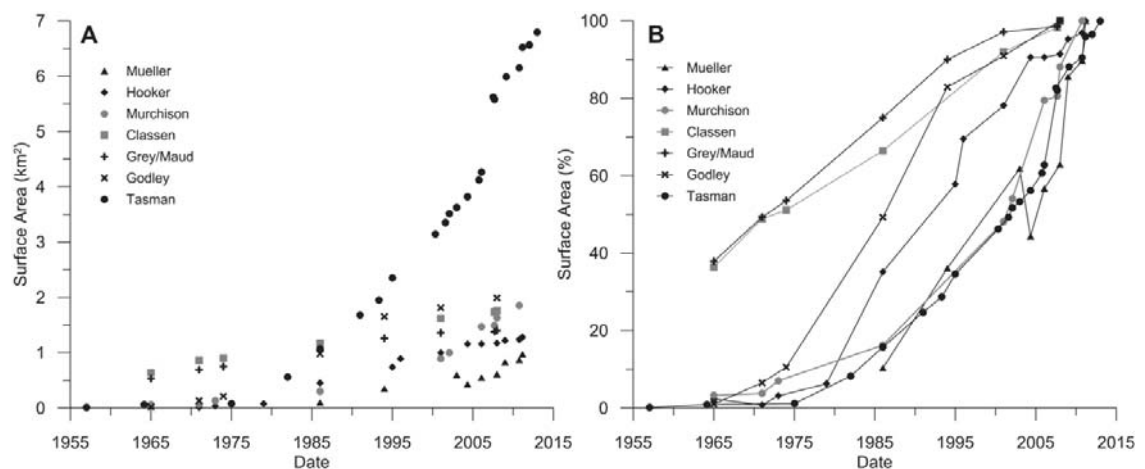 A
Mueller
Hooker
Murchison
Classen
Grey/Maud
Godley
Tasman
Surface Area (km²)
7
6
5
4
3
2
1
0
1955 1965 1975 1985 1995 2005 2015
Date
B
Mueller
Hooker
Murchison
Classen
Grey/Maud
Godley
Tasman
Surface Area (%)
100
80
60
40
20
0
1955 1965 1975 1985 1995 2005 2015
Date